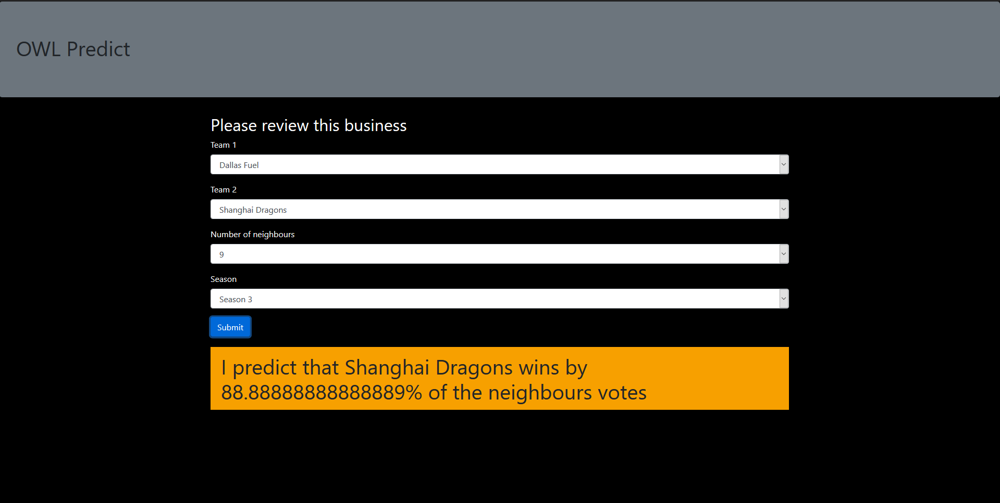 OWL Predict
Please review this business
Team 1
Dallas Fuel
Team 2
Shanghai Dragons
Number of neighbours
9
Season
Season 3
Submit
I predict that Shanghai Dragons wins by
88.88888888888889% of the neighbours votes